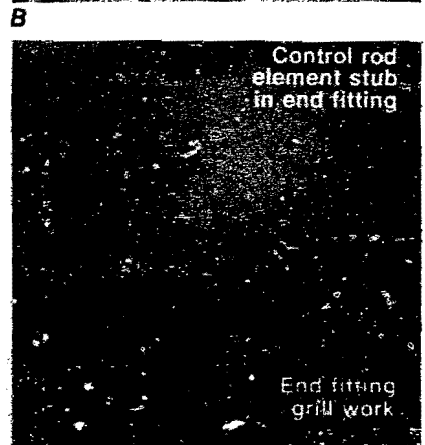 B
Control rod
element stub
in end fitting
End fitting
grill work